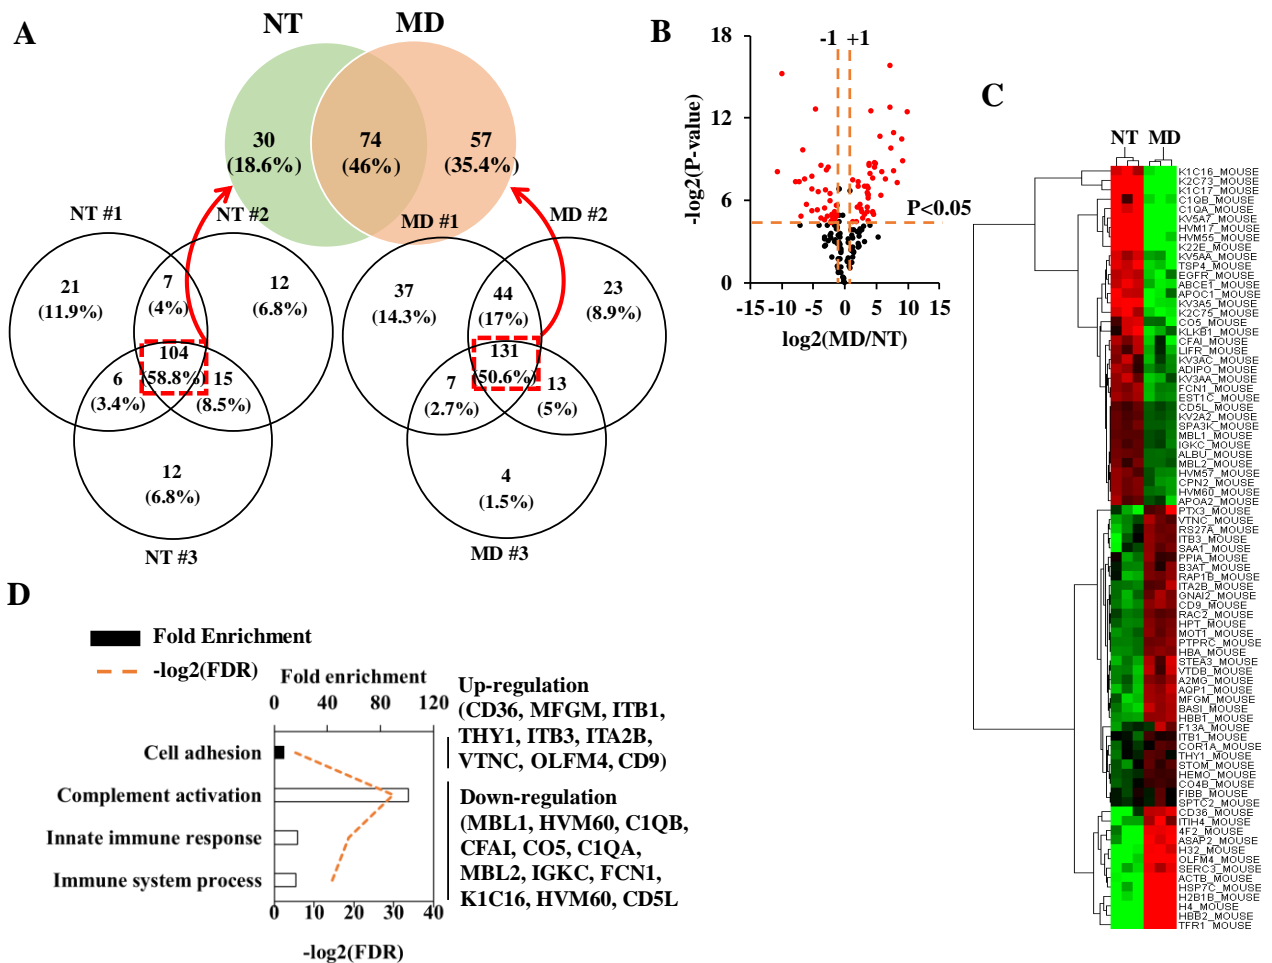 A
NT
MD
30
(18.6%)
74
(46%)
57
(35.4%)
NT #1
NT #2
MD #1
MD #2
21
(11.9%)
7
(4%)
12
(6.8%)
104
(58.8%)
6
(3.4%)
15
(8.5%)
12
(6.8%)
NT #3
37
(14.3%)
44
(17%)
23
(8.9%)
131
(50.6%)
7
(2.7%)
13
(5%)
4
(1.5%)
MD #3
B
-1 +1
18
12
6
0
-log2(P-value)
P<0.05
-15 -10 -5 0 5 10 15
log2(MD/NT)
C
NT MD
K1C16_MOUSE
K2C73_MOUSE
K1C17_MOUSE
C1QB_MOUSE
C1QA_MOUSE
KV5A7_MOUSE
HVM17_MOUSE
HVM55_MOUSE
K22E_MOUSE
KV5AA_MOUSE
TSP4_MOUSE
EGFR_MOUSE
ABCE1_MOUSE
APOC1_MOUSE
KV3A5_MOUSE
K2C75_MOUSE
CO5_MOUSE
KLKB1_MOUSE
CFAI_MOUSE
LIFR_MOUSE
KV3AC_MOUSE
ADIPO_MOUSE
KV3AA_MOUSE
FCN1_MOUSE
EST1C_MOUSE
CD5L_MOUSE
KV2A2_MOUSE
SPA3K_MOUSE
MBL1_MOUSE
IGKC_MOUSE
ALBU_MOUSE
MBL2_MOUSE
HVM57_MOUSE
CPN2_MOUSE
HVM60_MOUSE
APOA2_MOUSE
PTX3_MOUSE
VTNC_MOUSE
RS27A_MOUSE
ITB3_MOUSE
SAA1_MOUSE
PPIA_MOUSE
B3AT_MOUSE
RAP1B_MOUSE
ITA2B_MOUSE
GNAI2_MOUSE
CD9_MOUSE
RAC2_MOUSE
HPT_MOUSE
MOT1_MOUSE
PTPRC_MOUSE
HBA_MOUSE
STEA3_MOUSE
VTDB_MOUSE
A2MG_MOUSE
AQP1_MOUSE
MFGM_MOUSE
BASI_MOUSE
HBB1_MOUSE
F13A_MOUSE
ITB1_MOUSE
COR1A_MOUSE
THY1_MOUSE
STOM_MOUSE
HEMO_MOUSE
CO4B_MOUSE
FIBB_MOUSE
SPTC2_MOUSE
CD36_MOUSE
ITIH4_MOUSE
4F2_MOUSE
ASAP2_MOUSE
H32_MOUSE
OLFM4_MOUSE
SERC3_MOUSE
ACTB_MOUSE
HSP7C_MOUSE
H2B1B_MOUSE
H4_MOUSE
HBB2_MOUSE
TFR1_MOUSE
D
Fold Enrichment
-log2(FDR)
Fold enrichment
0 40 80 120
Cell adhesion
Complement activation
Innate immune response
Immune system process
0 10 20 30 40
-log2(FDR)
Up-regulation
(CD36, MFGM, ITB1,
THY1, ITB3, ITA2B,
VTNC, OLFM4, CD9)
Down-regulation
(MBL1, HVM60, C1QB,
CFAI, CO5, C1QA,
MBL2, IGKC, FCN1,
K1C16, HVM60, CD5L